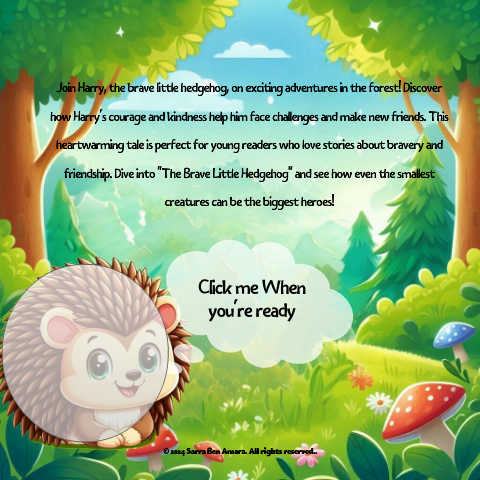 Join Harry, the brave little hedgehog, on exciting adventures in the forest! Discover
how Harry's courage and kindness help him face challenges and make new friends. This
heartwarming tale is perfect for young readers who love stories about bravery and
friendship. Dive into "The Brave Little Hedgehog" and see how even the smallest
creatures can be the biggest heroes!
Click me When
you're ready
© 2024 Sarra Ben Amara. All rights reserved..